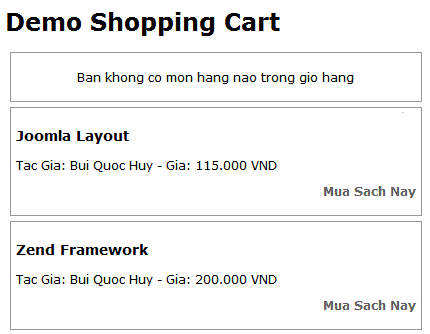 Demo Shopping Cart
Ban khong co mon hang nao trong gio hang
Joomla Layout
Tac Gia: Bui Quoc Huy - Gia: 115.000 VND
Mua Sach Nay
Zend Framework
Tac Gia: Bui Quoc Huy - Gia: 200.000 VND
Mua Sach Nay